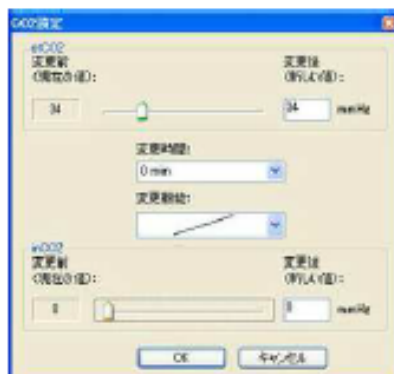 CO2設定
etCO2
変更前 変更後
(現在の値): (新しい値):
34 34 mmHg
変更時間:
0 min
変更機能:
inCO2
変更前 変更後
(現在の値): (新しい値):
0 0 mmHg
OK キャンセル